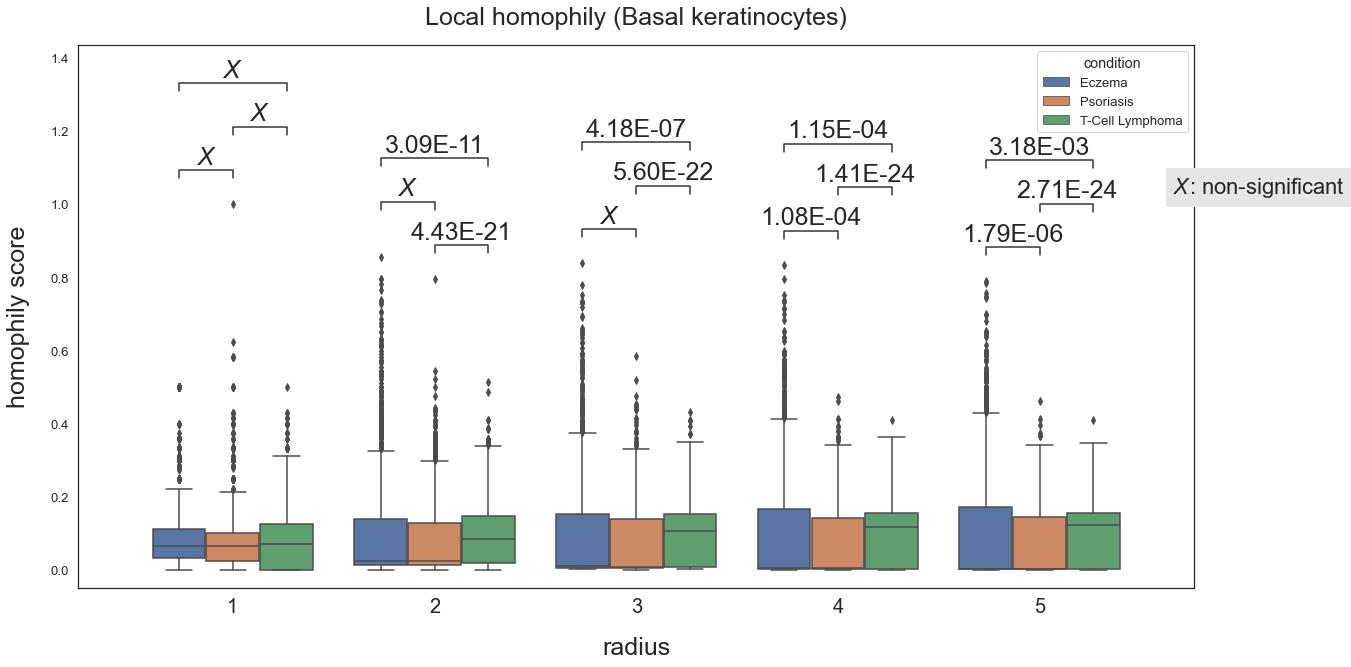 Local homophily (Basal keratinocytes)
homophily score
1.4
1.2
1.0
0.8
0.6
0.4
0.2
0.0
X
X
X
3.09E-11
X
4.43E-21
4.18E-07
5.60E-22
X
1.15E-04
1.41E-24
1.08E-04
3.18E-03
2.71E-24
1.79E-06
condition
Eczema
Psoriasis
T-Cell Lymphoma
X: non-significant
1 2 3 4 5
radius